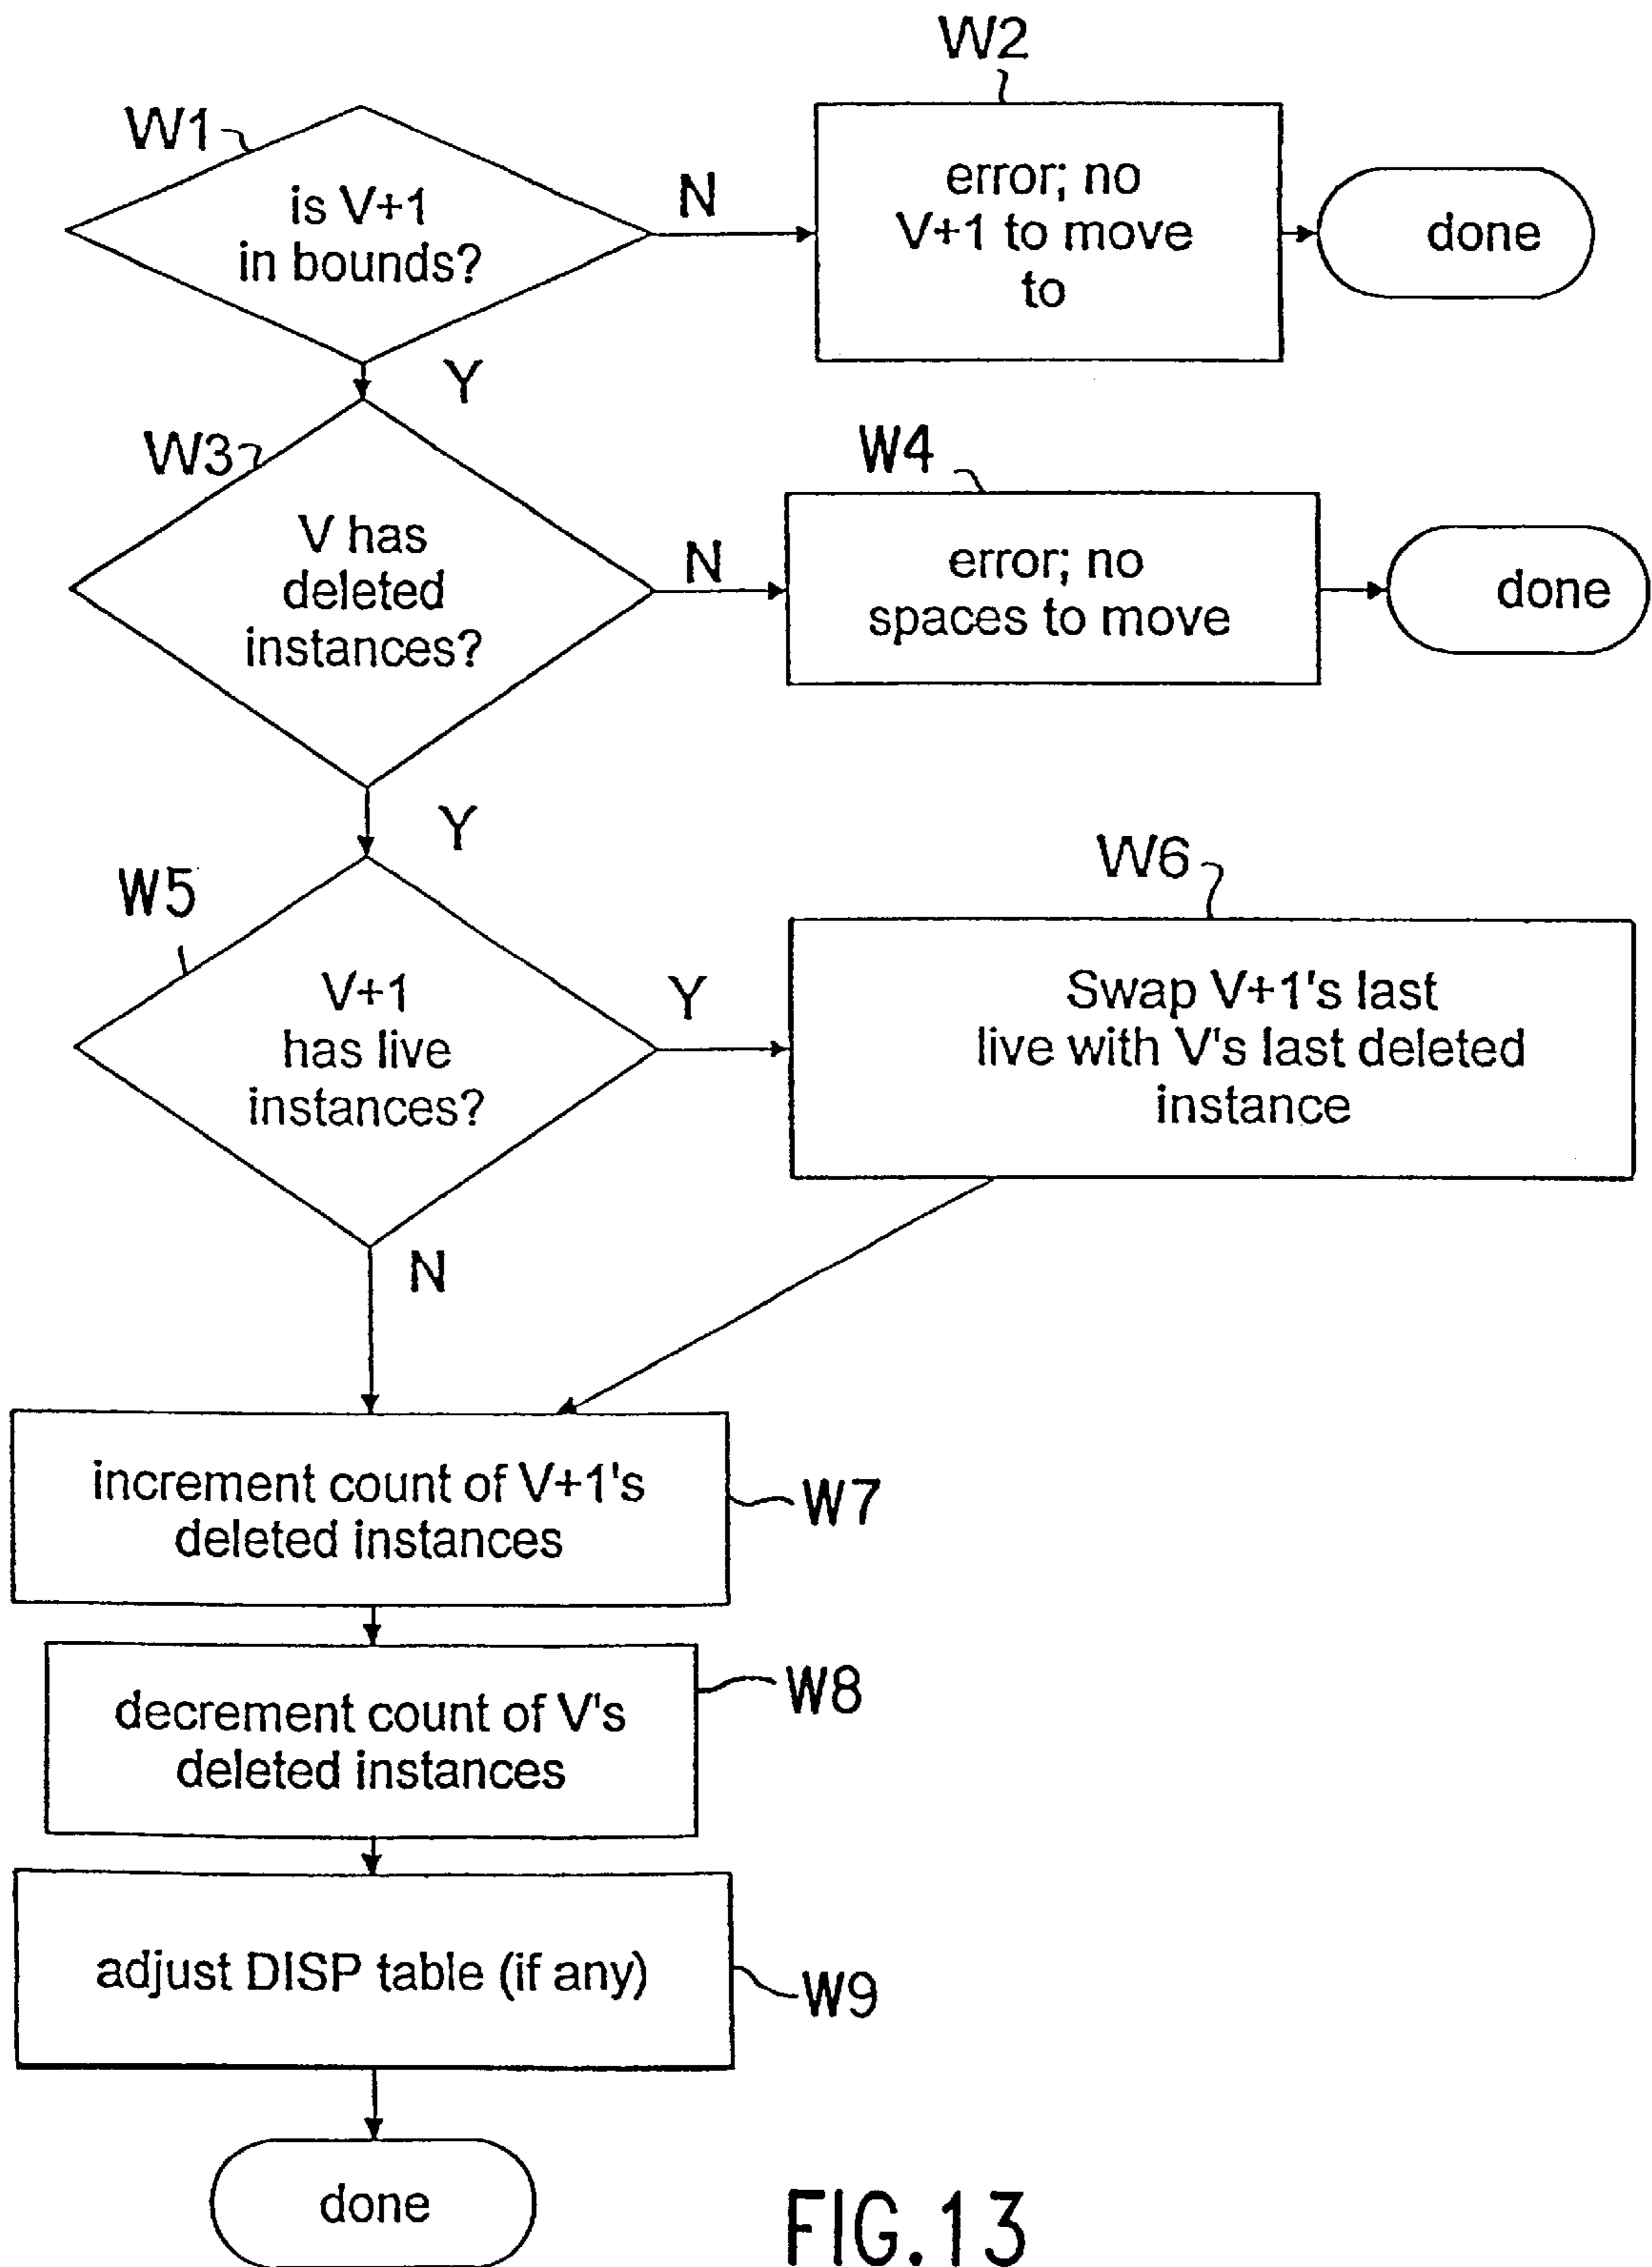 W2
W1
is V+1
in bounds?
N
error; no
V+1 to move
to
done
Y
W3
V has
deleted
instances?
N
W4
error; no
spaces to move
done
Y
W5
V+1
has live
instances?
Y
W6
Swap V+1's last
live with V's last deleted
instance
N
increment count of V+1's
deleted instances
W7
decrement count of V's
deleted instances
W8
adjust DISP table (if any)
W9
done
FIG.13